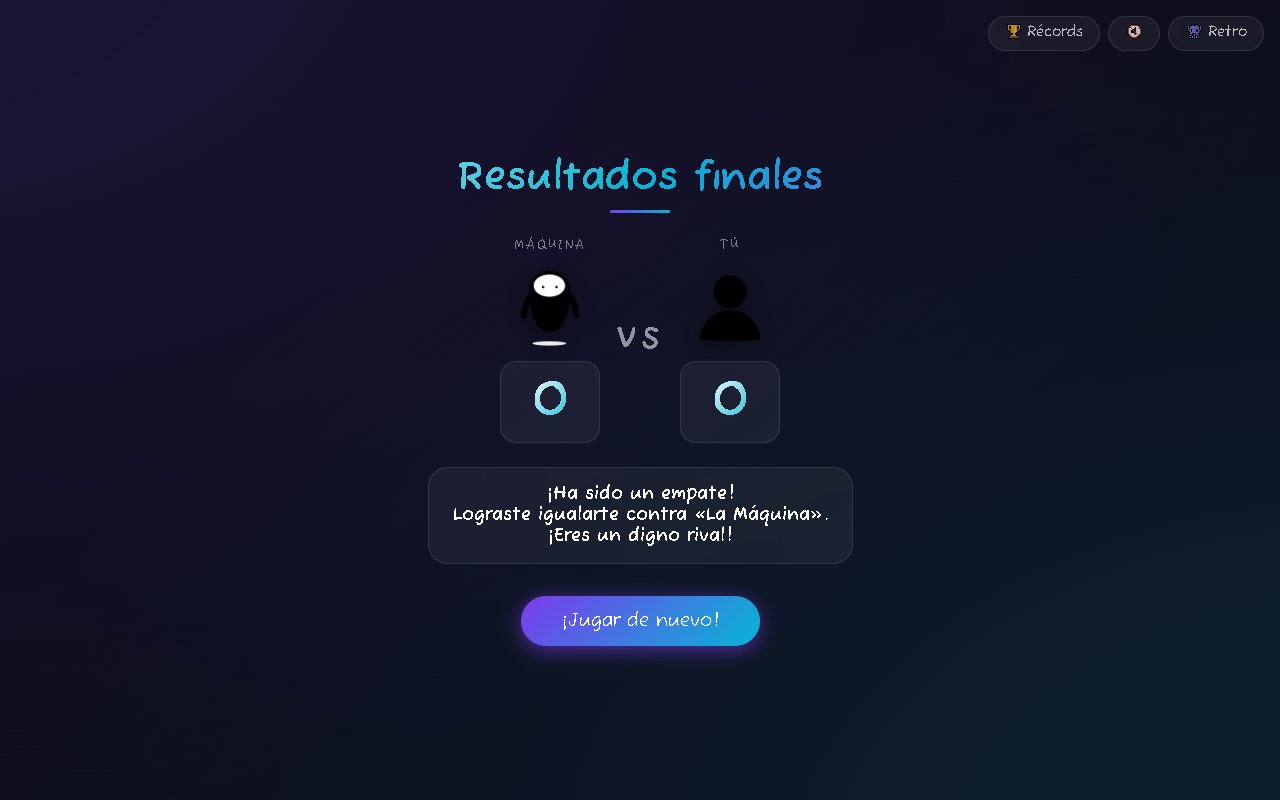 Récords
Retro
Resultados finales
MÁQUINA
TÚ
VS
0
0
¡Ha sido un empate!
Lograste igualarte contra «La Máquina».
¡Eres un digno rival!
¡Jugar de nuevo!